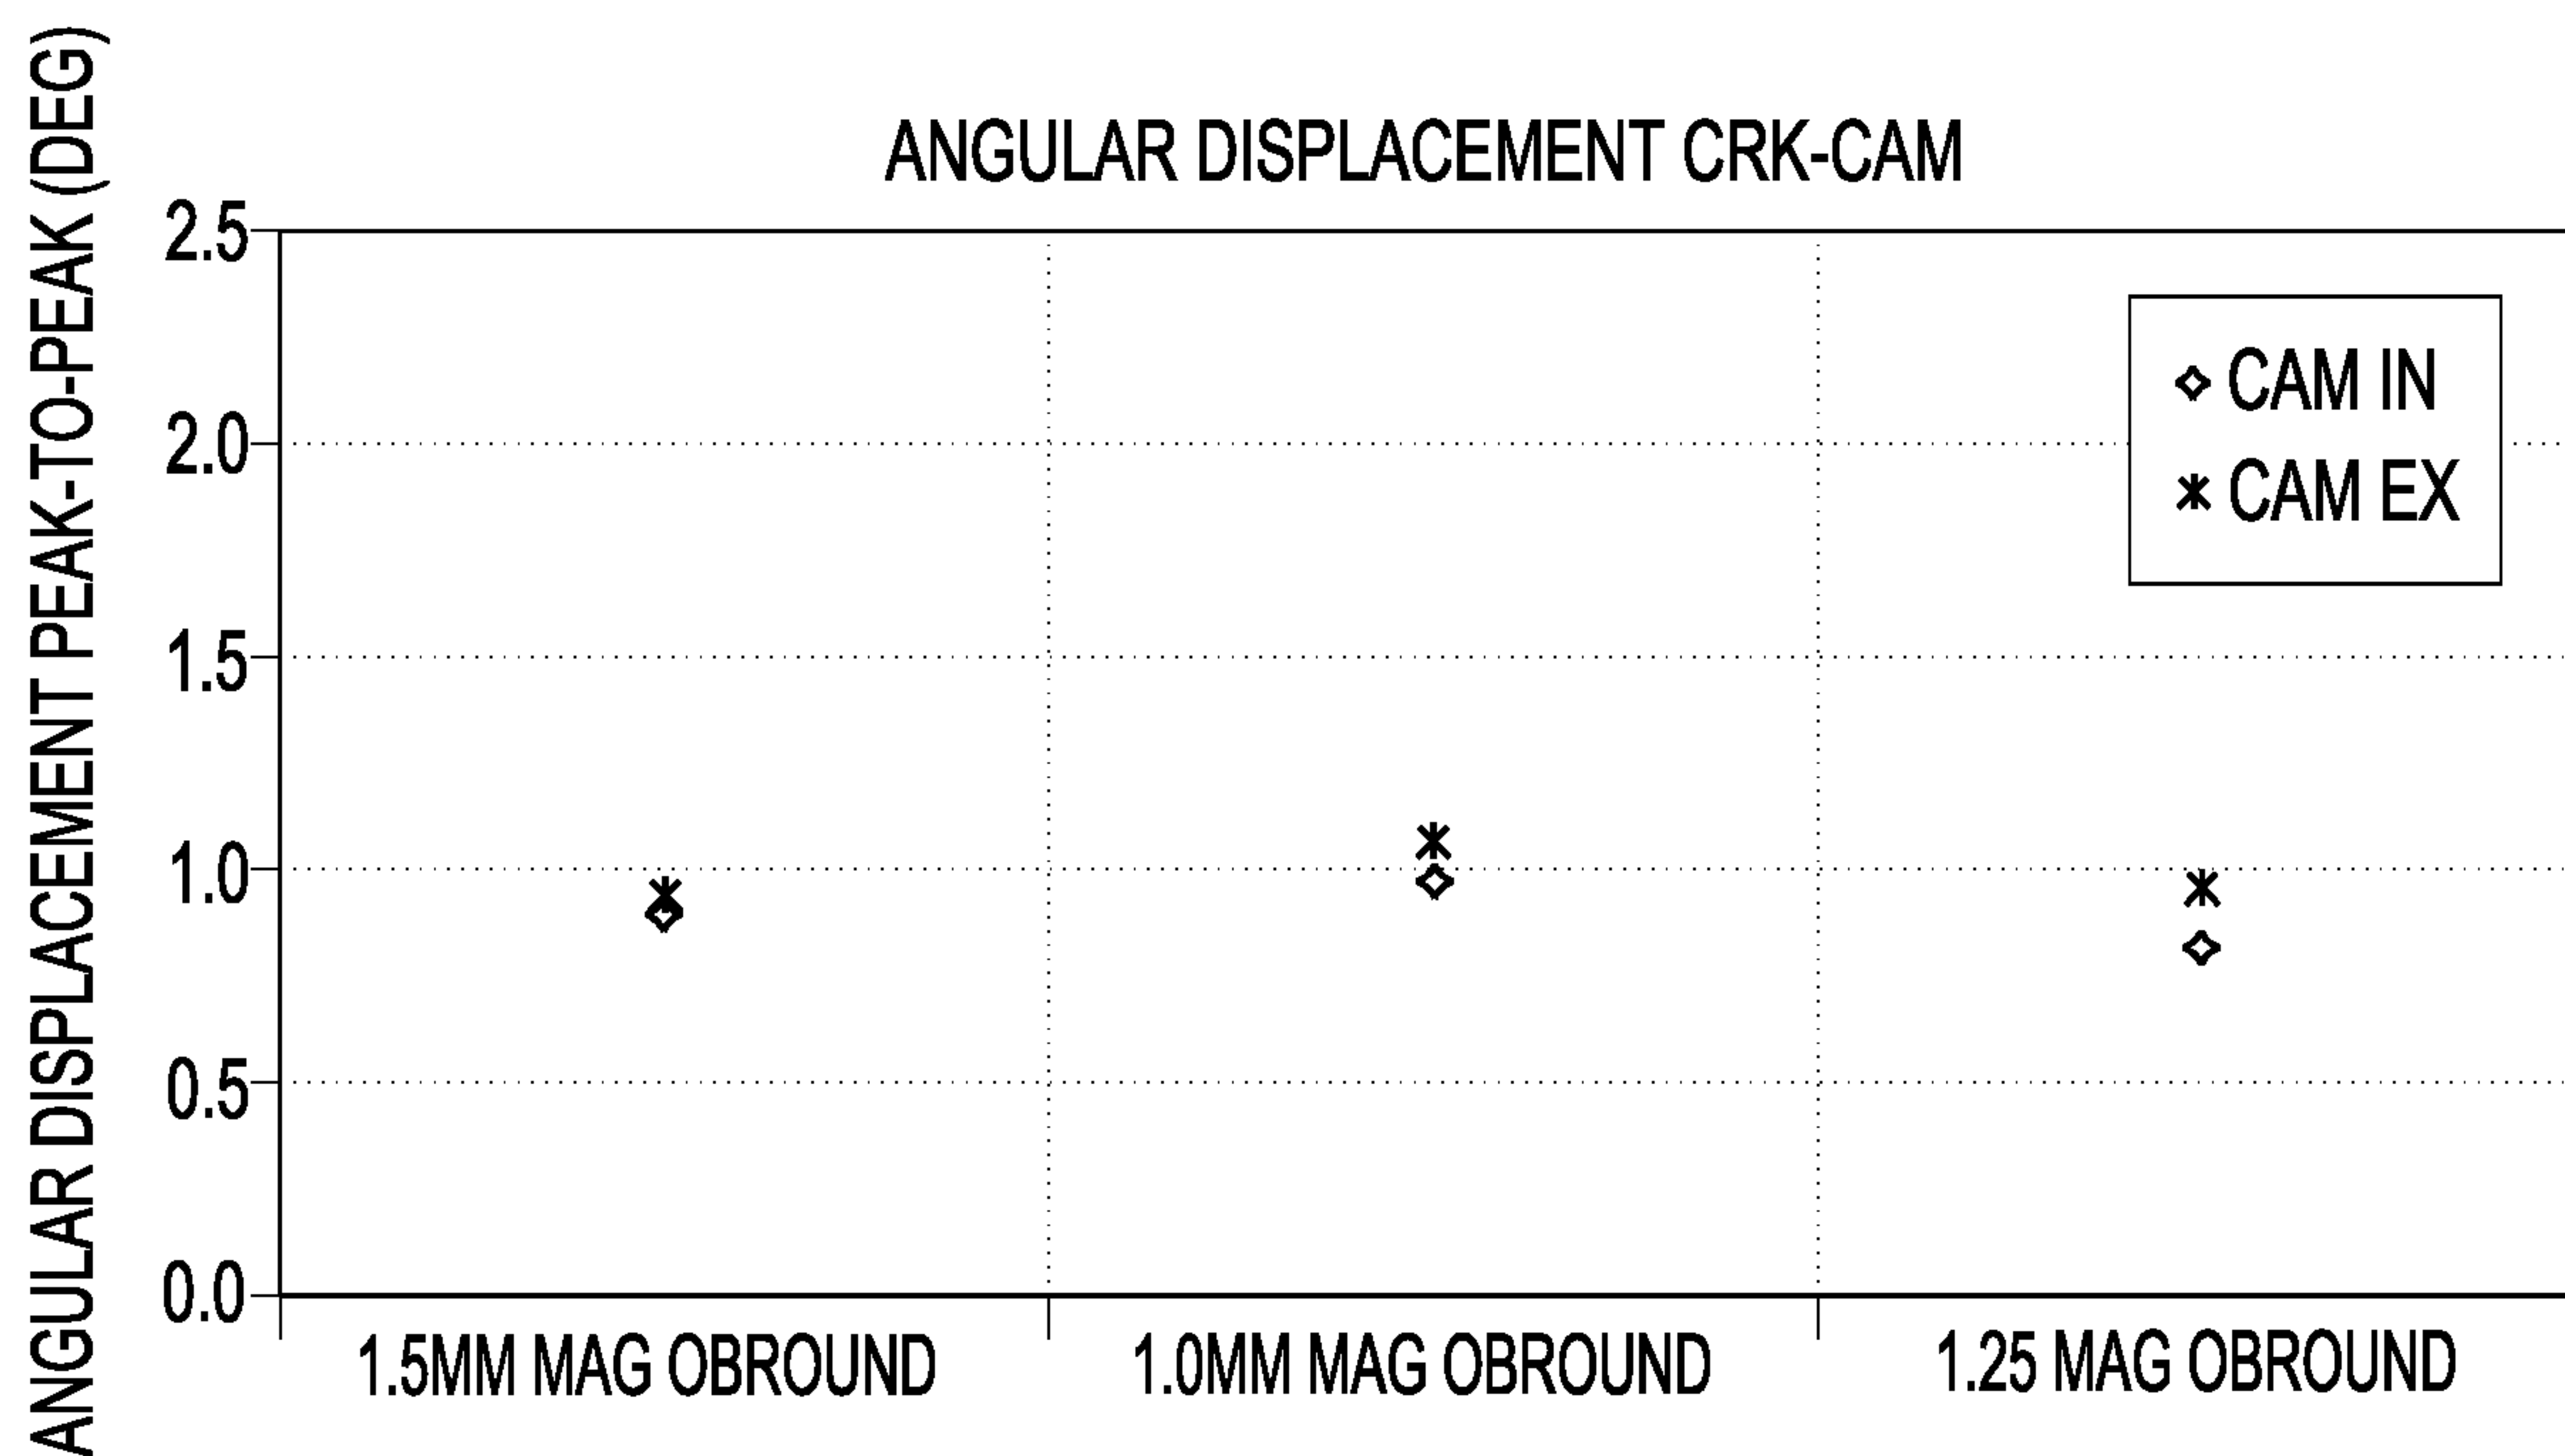 ANGULAR DISPLACEMENT PEAK-TO-PEAK (DEG)
ANGULAR DISPLACEMENT CRK-CAM
2.5
2.0
1.5
1.0
0.5
0.0
CAM IN
CAM EX
1.5MM MAG OBROUND
1.0MM MAG OBROUND
1.25 MAG OBROUND